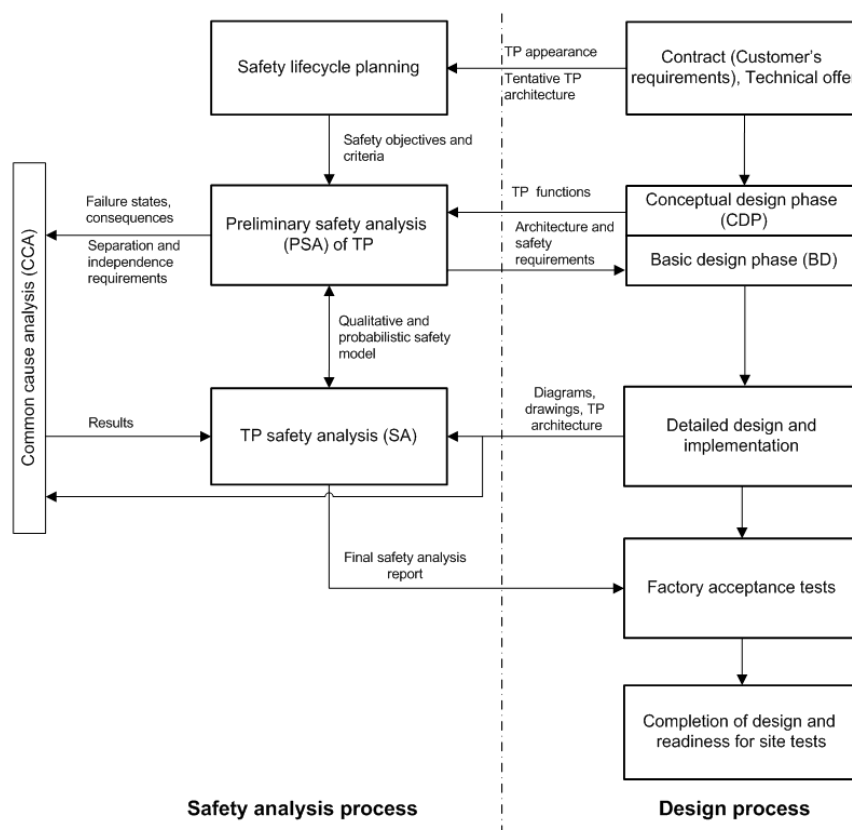 Safety lifecycle planning
TP appearance
Tentative TP
architecture
Contract (Customer's
requirements), Technical offer
Safety objectives and
criteria
Failure states,
consequences
Separation and
independence
requirements
Preliminary safety analysis
(PSA) of TP
TP functions
Architecture and
safety
requirements
Conceptual design phase
(CDP)
Basic design phase (BD)
Common cause analysis (CCA)
Qualitative and
probabilistic safety
model
Results
TP safety analysis (SA)
Diagrams,
drawings, TP
architecture
Detailed design and
implementation
Final safety analysis
report
Factory acceptance tests
Completion of design and
readiness for site tests
Safety analysis process
Design process